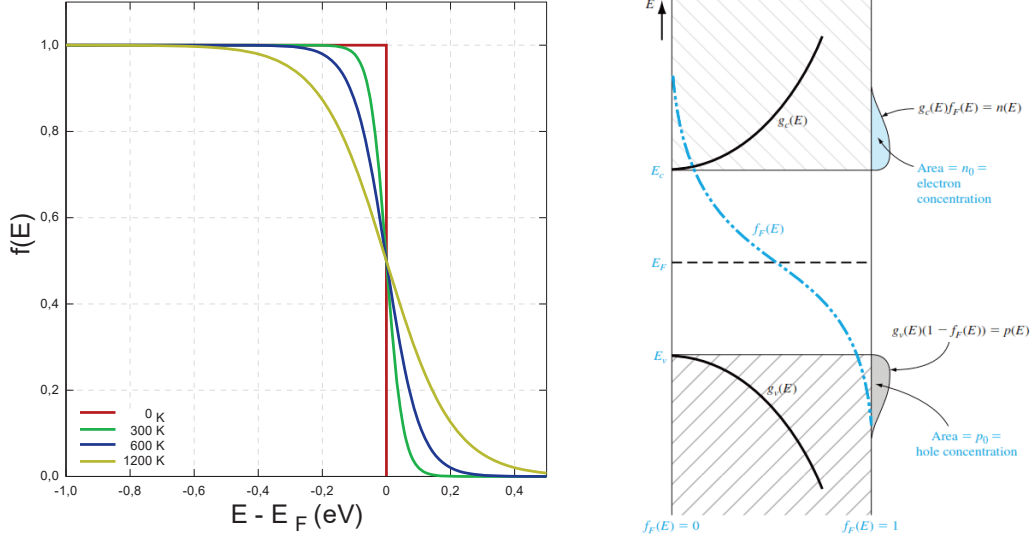 f(E)
1,0
0,8
0,6
0,4
0,2
0,0
0 K
300 K
600 K
1200 K
-1,0
-0,8
-0,6
-0,4
-0,2
0
0,2
0,4
E - E F (eV)
E
g_c(E)f_F(E) = n(E)
g_c(E)
E_c
Area = n_0 =
electron
concentration
f_F(E)
E_F
g_v(E)(1 − f_F(E)) = p(E)
E_v
g_v(E)
Area = p_0 =
hole concentration
f_F(E) = 0
f_F(E) = 1